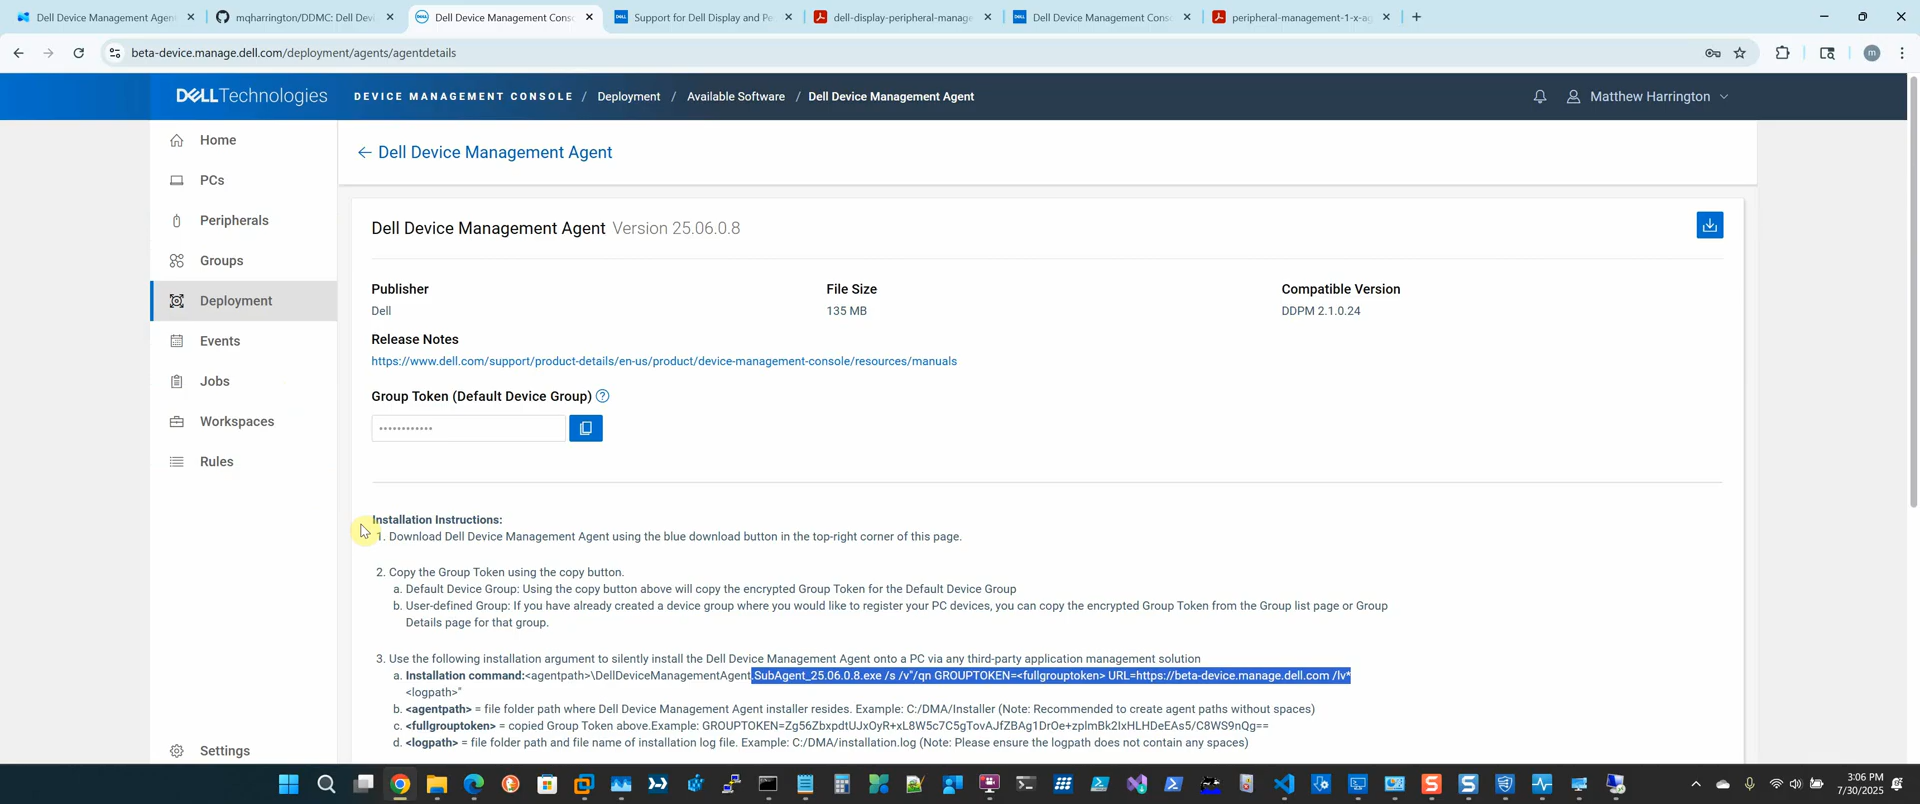 Dell Device Management Agent
mqharrington/DDMC: Dell Devi
Dell Device Management Conso
Support for Dell Display and Pe
dell-display-peripheral-manage
Dell Device Management Conso
peripheral-management-1-x-ag
beta-device.manage.dell.com/deployment/agents/agentdetails
m
DELLTechnologies
DEVICE MANAGEMENT CONSOLE / Deployment / Available Software / Dell Device Management Agent
Matthew Harrington
Home
PCs
Peripherals
Groups
Deployment
Events
Jobs
Workspaces
Rules
Settings
← Dell Device Management Agent
Dell Device Management Agent Version 25.06.0.8
Publisher
Dell
File Size
135 MB
Compatible Version
DDPM 2.1.0.24
Release Notes
https://www.dell.com/support/product-details/en-us/product/device-management-console/resources/manuals
Group Token (Default Device Group) ?
••••••••••••
Installation Instructions:
1. Download Dell Device Management Agent using the blue download button in the top-right corner of this page.
2. Copy the Group Token using the copy button.
a. Default Device Group: Using the copy button above will copy the encrypted Group Token for the Default Device Group
b. User-defined Group: If you have already created a device group where you would like to register your PC devices, you can copy the encrypted Group Token from the Group list page or Group
Details page for that group.
3. Use the following installation argument to silently install the Dell Device Management Agent onto a PC via any third-party application management solution
a. Installation command:<agentpath>\DellDeviceManagementAgent.SubAgent_25.06.0.8.exe /s /v"/qn GROUPTOKEN=<fullgrouptoken> URL=https://beta-device.manage.dell.com /lv*
<logpath>"
b. <agentpath> = file folder path where Dell Device Management Agent installer resides. Example: C:/DMA/Installer (Note: Recommended to create agent paths without spaces)
c. <fullgrouptoken> = copied Group Token above.Example: GROUPTOKEN=Zg56ZbxpdtUJxOyR+xL8W5c7C5gTovAJfZBAg1DrOe+zplmBk2IxHLHDeEAs5/C8WS9nQg==
d. <logpath> = file folder path and file name of installation log file. Example: C:/DMA/installation.log (Note: Please ensure the logpath does not contain any spaces)
3:06 PM
7/30/2025